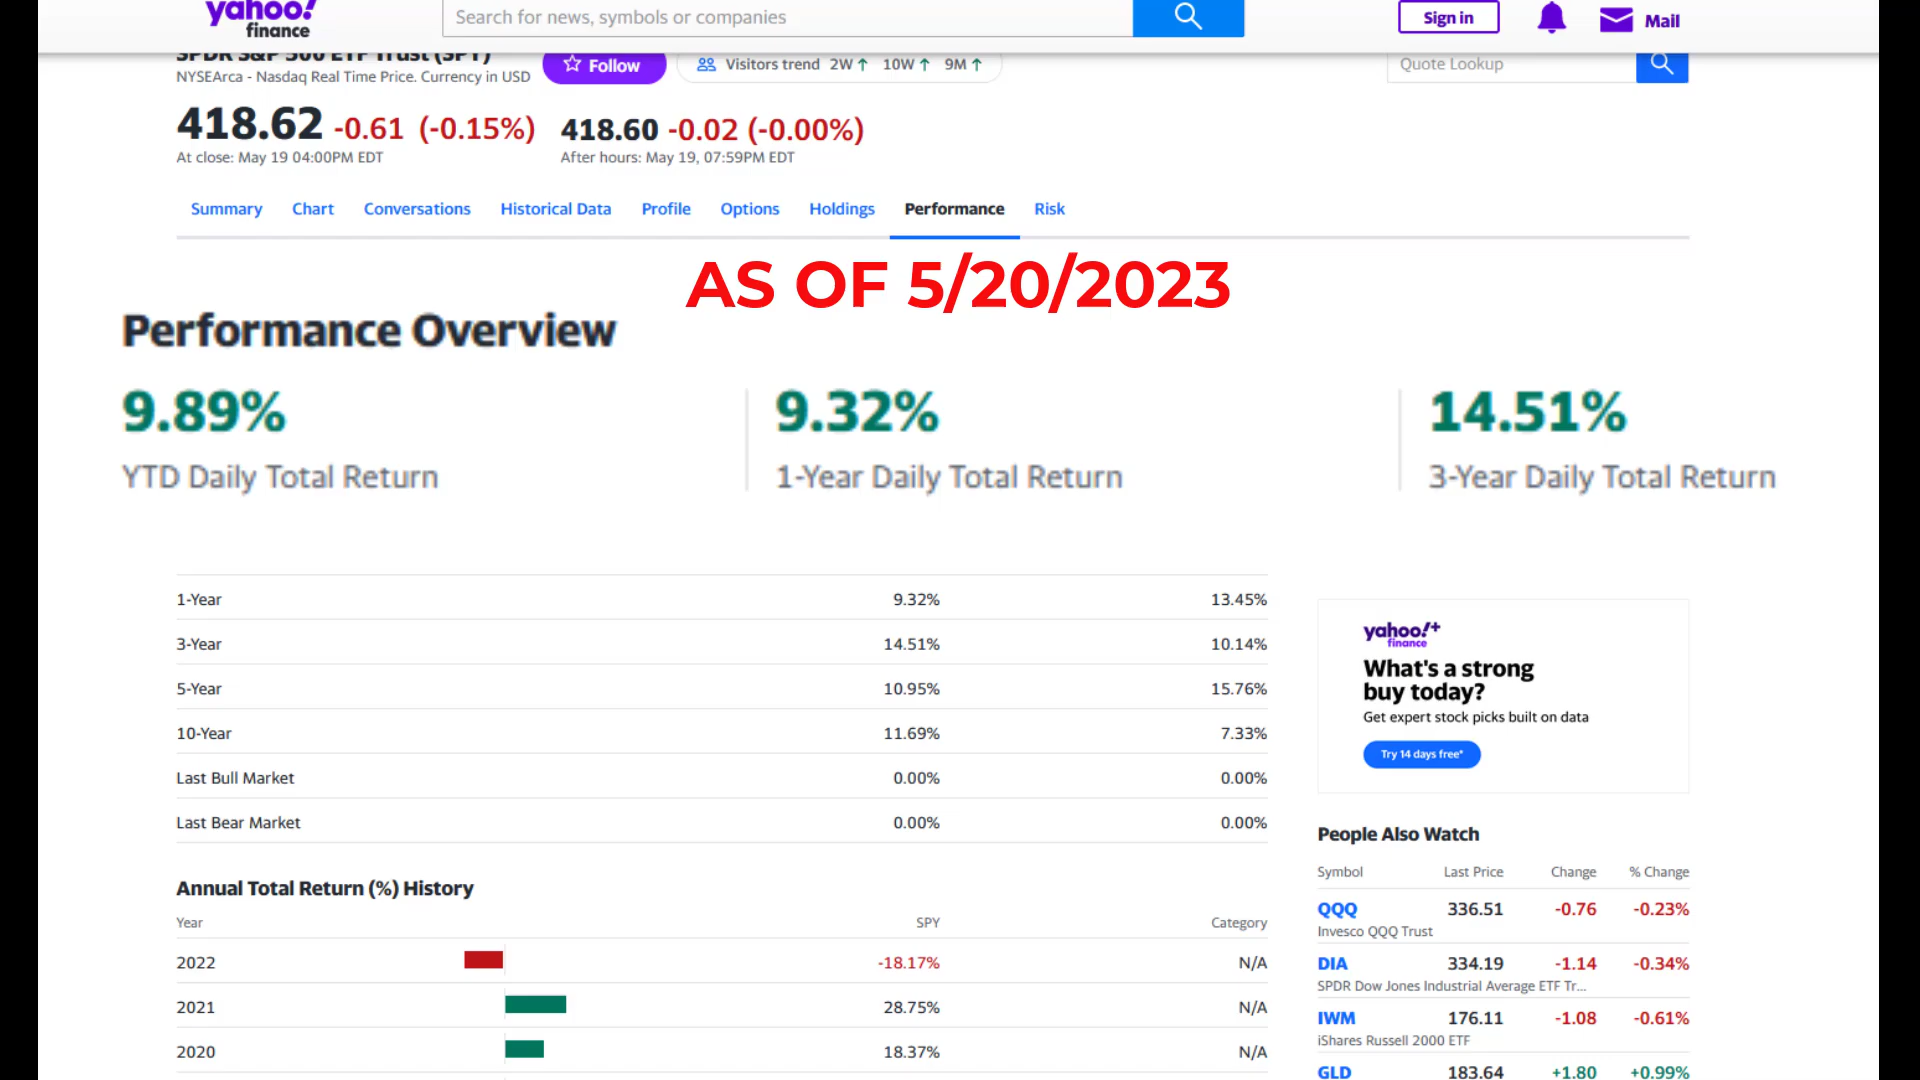 yahoo!
finance
Search for news, symbols or companies
Sign in
Mail
SPDR S&P 500 ETF Trust (SPY)
NYSEArca - Nasdaq Real Time Price. Currency in USD
Follow
Visitors trend 2W 10W 9M
Quote Lookup
418.62 -0.61 (-0.15%) 418.60 -0.02 (-0.00%)
At close: May 19 04:00PM EDT After hours: May 19, 07:59PM EDT
Summary Chart Conversations Historical Data Profile Options Holdings Performance Risk
AS OF 5/20/2023
Performance Overview
9.89% 9.32% 14.51%
YTD Daily Total Return 1-Year Daily Total Return 3-Year Daily Total Return
1-Year 9.32% 13.45%
3-Year 14.51% 10.14%
5-Year 10.95% 15.76%
10-Year 11.69% 7.33%
Last Bull Market 0.00% 0.00%
Last Bear Market 0.00% 0.00%
Annual Total Return (%) History
Year SPY Category
2022 -18.17% N/A
2021 28.75% N/A
2020 18.37% N/A
yahoo!+
finance
What's a strong
buy today?
Get expert stock picks built on data
Try 14 days free*
People Also Watch
Symbol Last Price Change % Change
QQQ 336.51 -0.76 -0.23%
Invesco QQQ Trust
DIA 334.19 -1.14 -0.34%
SPDR Dow Jones Industrial Average ETF Tr...
IWM 176.11 -1.08 -0.61%
iShares Russell 2000 ETF
GLD 183.64 +1.80 +0.99%